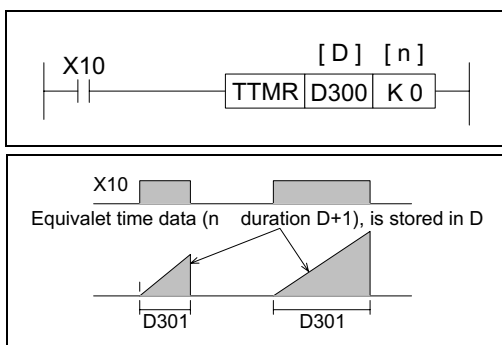 [ D ] [ n ]
X10
TTMR D300 K 0
X10
Equivalet time data (n duration D+1), is stored in D
D301 D301